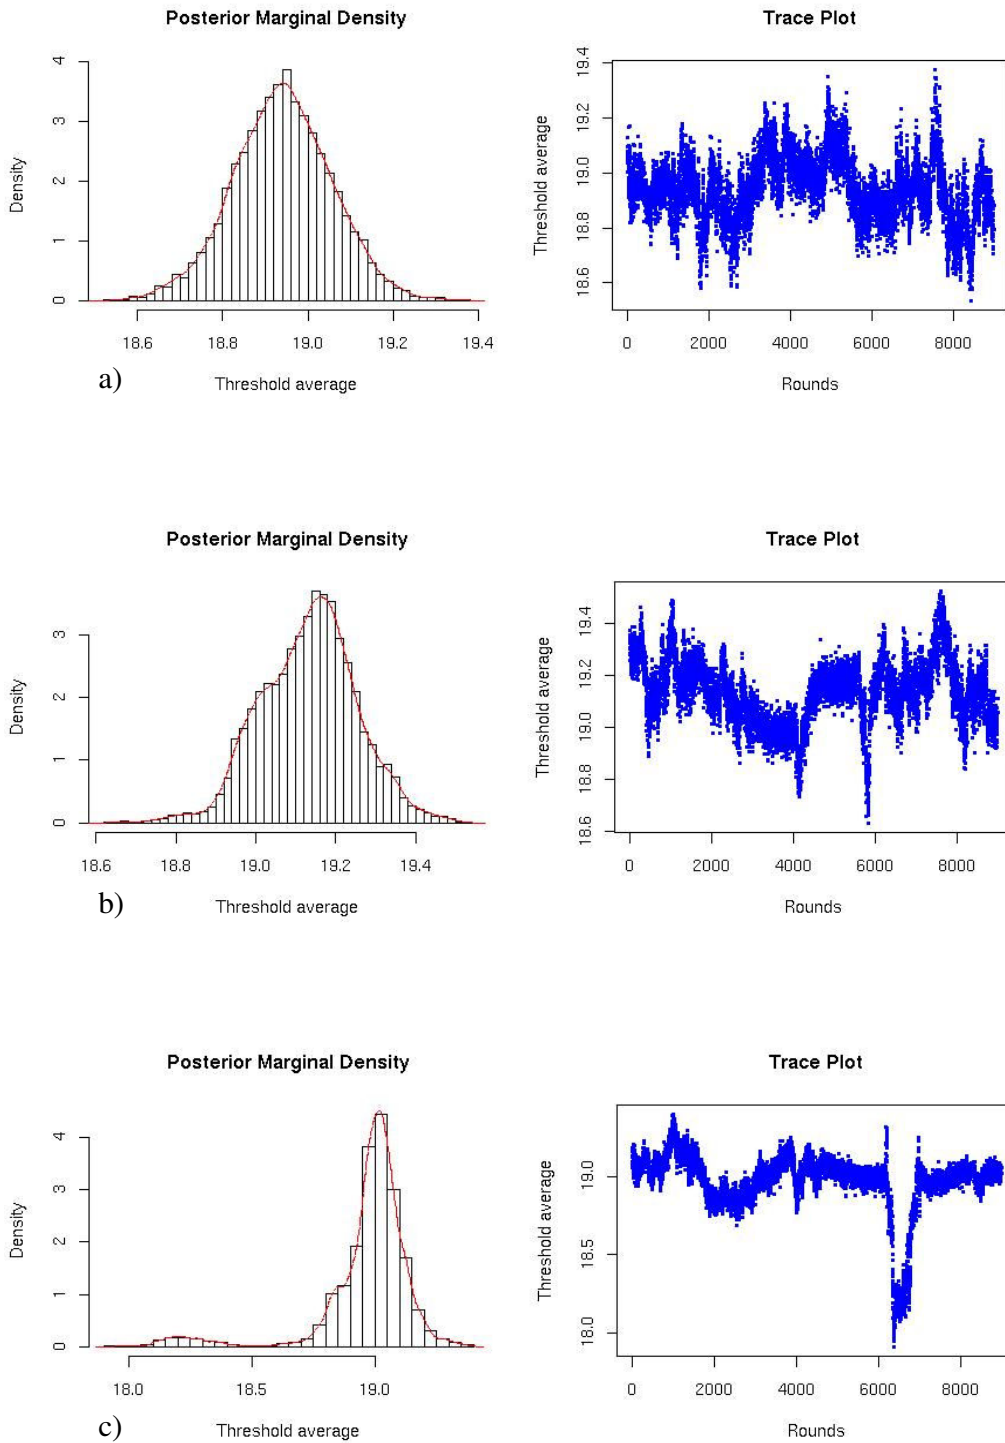 Posterior Marginal Density
Trace Plot
Density
0 1 2 3 4
18.6 18.8 19.0 19.2 19.4
Threshold average
a)
Threshold average
18.6 18.8 19.0 19.2 19.4
0 2000 4000 6000 8000
Rounds
Posterior Marginal Density
Trace Plot
Density
0 1 2 3
18.6 18.8 19.0 19.2 19.4
Threshold average
b)
Threshold average
18.6 18.8 19.0 19.2 19.4
0 2000 4000 6000 8000
Rounds
Posterior Marginal Density
Trace Plot
Density
0 1 2 3 4
18.0 18.5 19.0
Threshold average
c)
Threshold average
18.0 18.5 19.0
0 2000 4000 6000 8000
Rounds